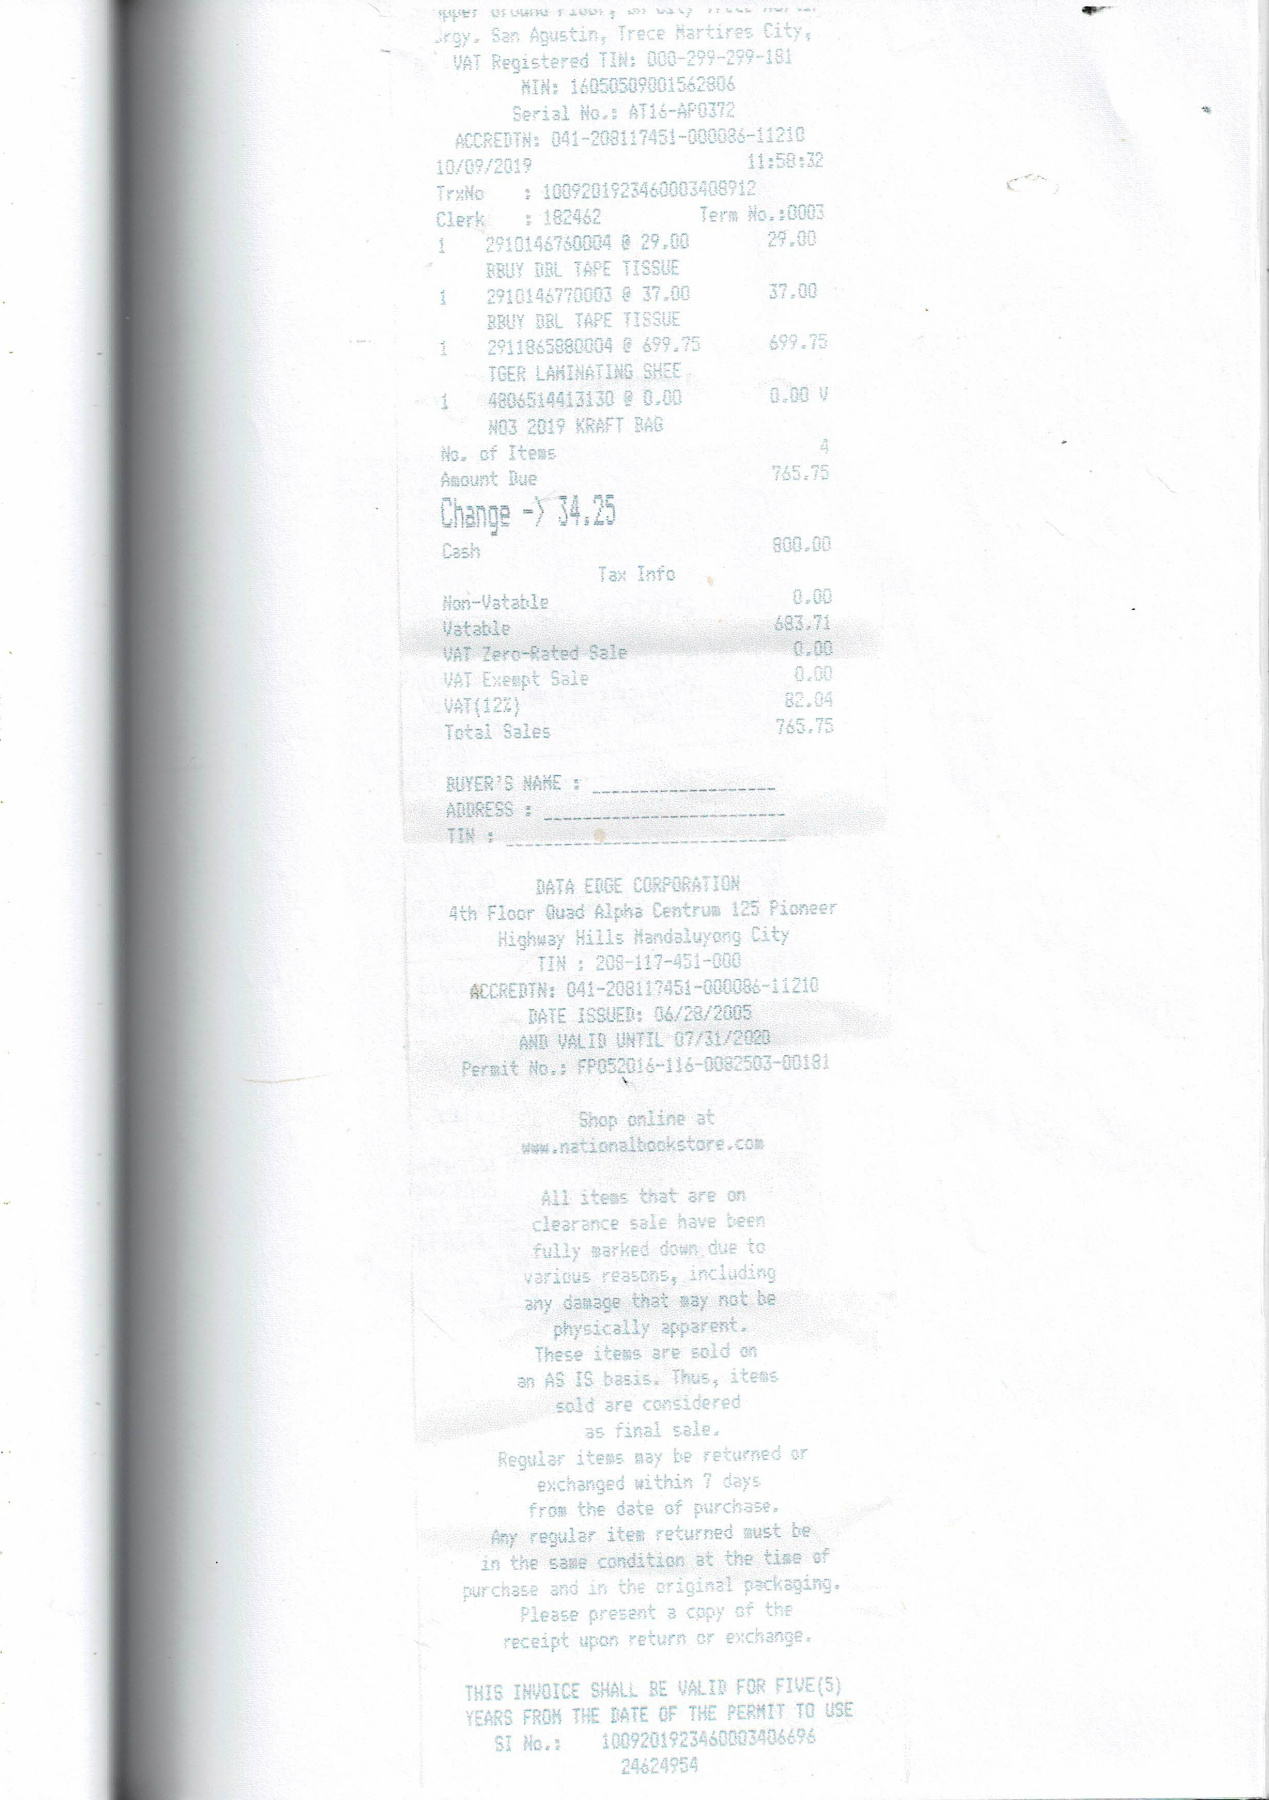 San Agustin, Trece Martires City,
VAT Registered TIN: 000-299-299-181
MIN: 16050509001562806
Serial No.: AT16-AP0372
ACCREDTN: 041-208117451-000086-11210
10/09/2019 11:58:32
TrxNo : 1009201923460003408912
Clerk : 182462 Term No.:0003
1 2910146760004 @ 29.00 29.00
BBUY DBL TAPE TISSUE
1 2910146770003 @ 37.00 37.00
BBUY DBL TAPE TISSUE
1 2911865880004 @ 699.75 699.75
TGER LAMINATING SHEE
1 4806514413130 @ 0.00 0.00 V
NO3 2019 KRAFT BAG
No. of Items 4
Amount Due 765.75
Change -> 34.25
Cash 800.00
Tax Info
Non-Vatable 0.00
Vatable 683.71
VAT Zero-Rated Sale 0.00
VAT Exempt Sale 0.00
VAT(12%) 82.04
Total Sales 765.75
BUYER'S NAME : ___________________
ADDRESS : _________________________
TIN : _____________________________
DATA EDGE CORPORATION
4th Floor Quad Alpha Centrum 125 Pioneer
Highway Hills Mandaluyong City
TIN : 208-117-451-000
ACCREDTN: 041-208117451-000086-11210
DATE ISSUED: 06/28/2005
AND VALID UNTIL 07/31/2020
Permit No.: FP052016-116-0082503-00181
Shop online at
www.nationalbookstore.com
All items that are on
clearance sale have been
fully marked down due to
various reasons, including
any damage that may not be
physically apparent.
These items are sold on
an AS IS basis. Thus, items
sold are considered
as final sale.
Regular items may be returned or
exchanged within 7 days
from the date of purchase.
Any regular item returned must be
in the same condition at the time of
purchase and in the original packaging.
Please present a copy of the
receipt upon return or exchange.
THIS INVOICE SHALL BE VALID FOR FIVE(5)
YEARS FROM THE DATE OF THE PERMIT TO USE
SI No.: 1009201923460003406696
24624954